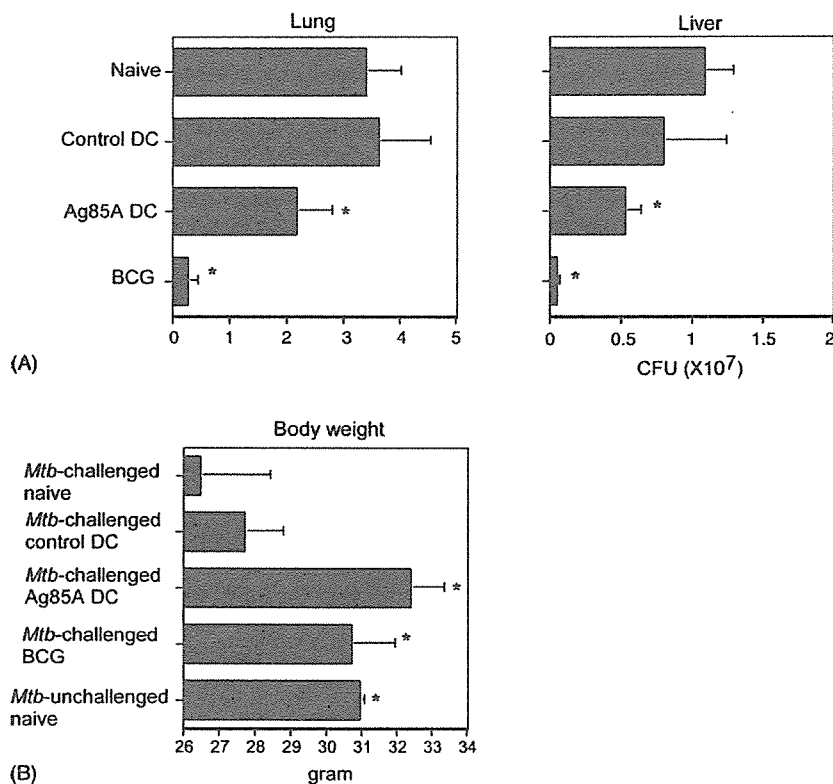 Lung
Liver
Naive
Control DC
Ag85A DC
BCG
*
*
*
*
0 1 2 3 4 5
0 0.5 1 1.5 2
CFU (X10⁷)
(A)
Body weight
Mtb-challenged
naive
Mtb-challenged
control DC
Mtb-challenged
Ag85A DC
*
Mtb-challenged
BCG
*
Mtb-unchallenged
naive
*
26 27 28 29 30 31 32 33 34
gram
(B)